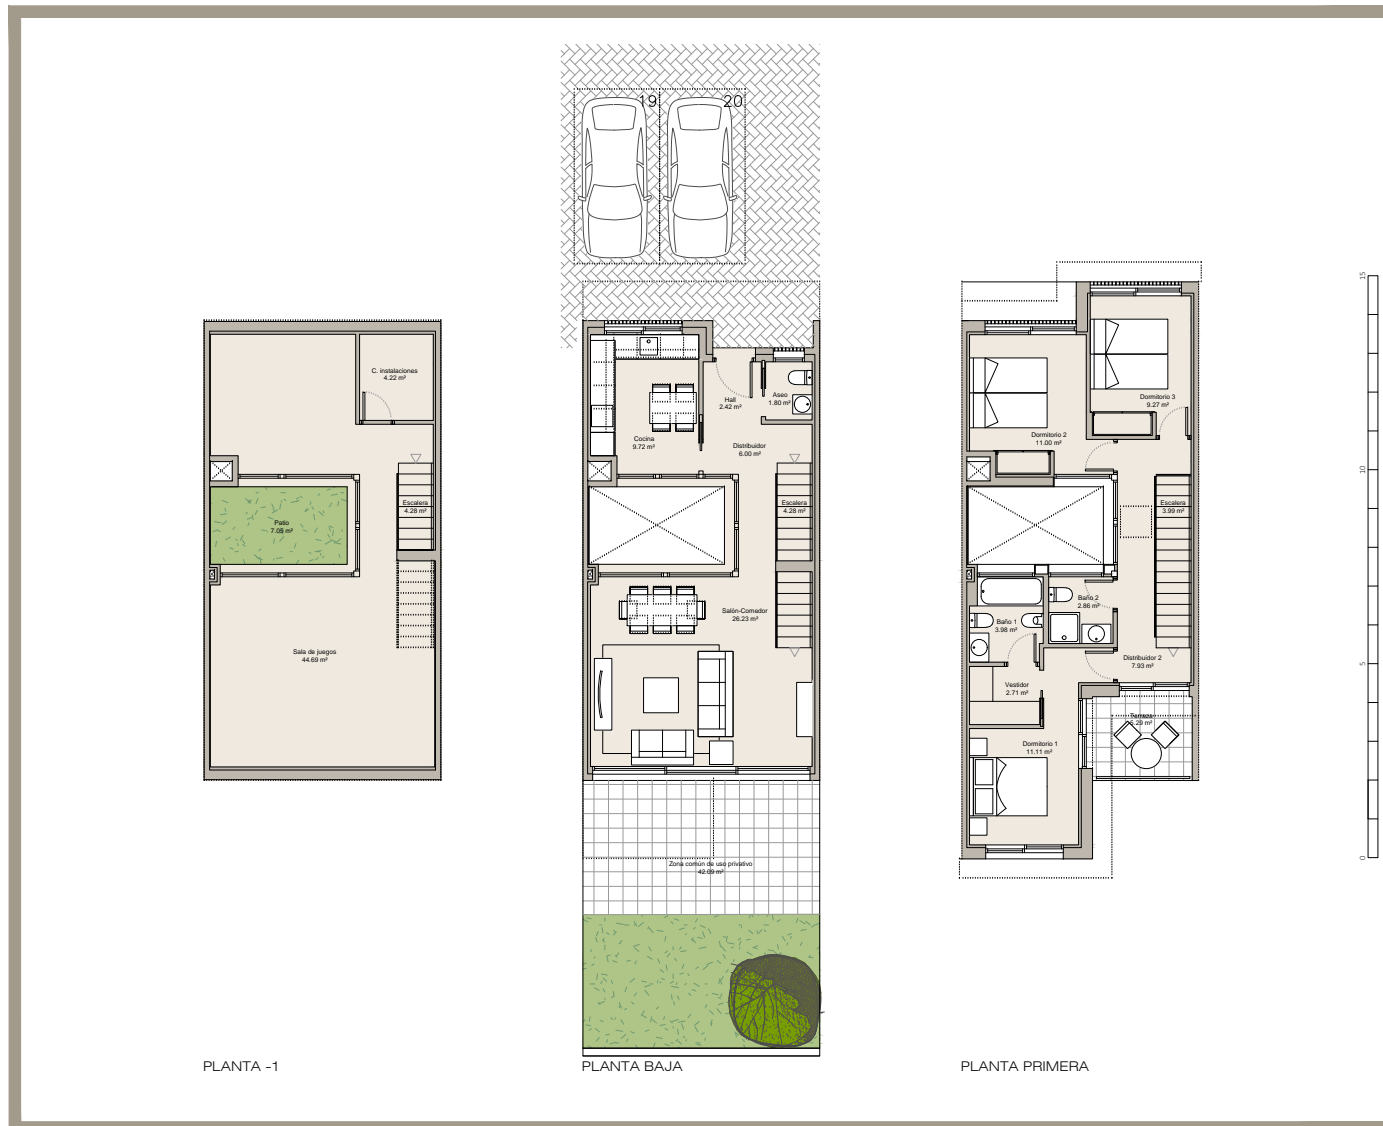 19
20
C. instalaciones
4.22 m²
Patio
7.05 m²
Escalera
4.28 m²
Sala de juegos
44.69 m²
PLANTA -1
Hall
2.42 m²
Aseo
1.80 m²
Cocina
9.72 m²
Distribuidor
6.00 m²
Escalera
4.28 m²
Salón-Comedor
26.23 m²
Zona común de uso privativo
42.09 m²
PLANTA BAJA
Dormitorio 3
9.27 m²
Dormitorio 2
11.00 m²
Escalera
3.99 m²
Baño 2
2.86 m²
Baño 1
3.98 m²
Distribuidor 2
7.93 m²
Vestidor
2.71 m²
Terraza
5.29 m²
Dormitorio 1
11.11 m²
PLANTA PRIMERA
15
10
5
0